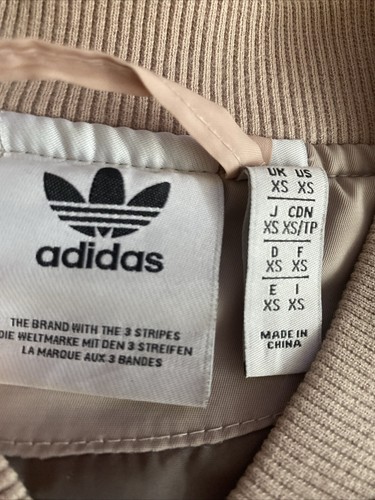 adidas
THE BRAND WITH THE 3 STRIPES
DIE WELTMARKE MIT DEN 3 STREIFEN
LA MARQUE AUX 3 BANDES
UK US
XS XS
J CDN
XS XS/TP
D F
XS XS
E I
XS XS
MADE IN
CHINA